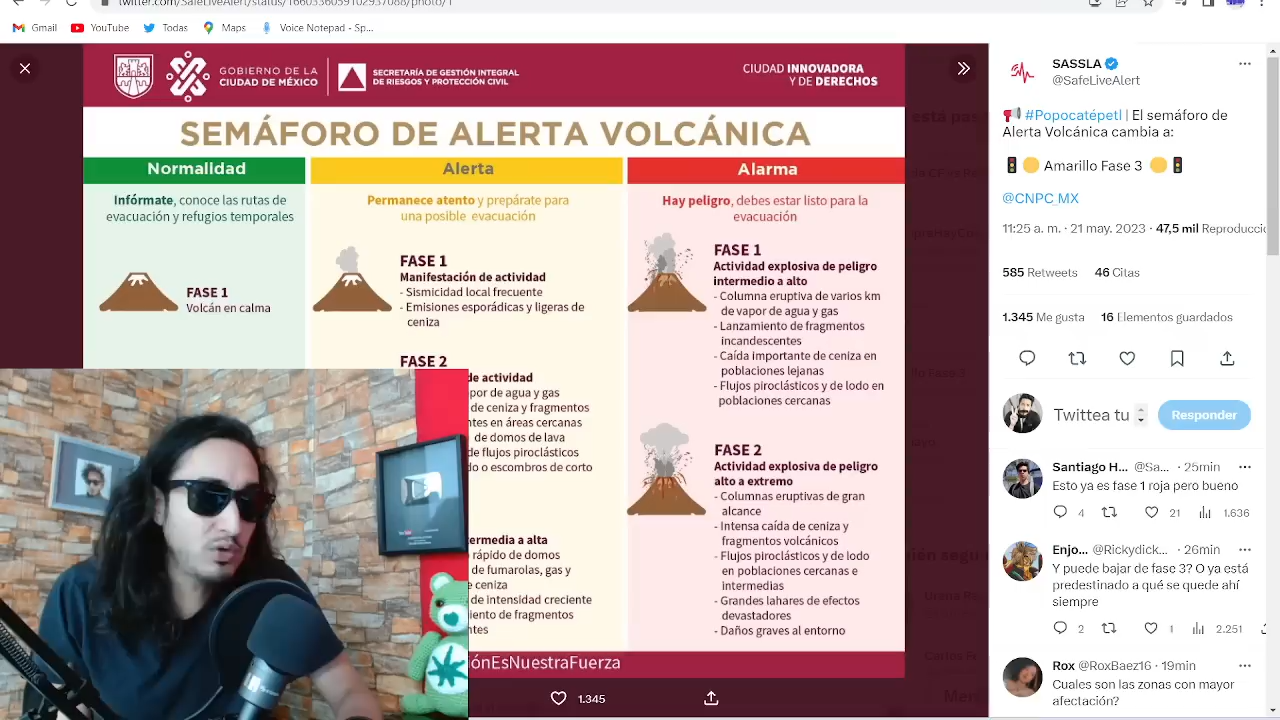 Gmail
YouTube
Twitter
Maps
Voice Notepad - Sp...
GOBIERNO DE LA
CIUDAD DE MÉXICO
SECRETARÍA DE GESTIÓN INTEGRAL
DE RIESGOS Y PROTECCIÓN CIVIL
CIUDAD INNOVADORA
Y DE DERECHOS
SEMÁFORO DE ALERTA VOLCÁNICA
Normalidad
Infórmate, conoce las rutas de
evacuación y refugios temporales
FASE 1
Volcán en calma
Alerta
Permanece atento y prepárate para
una posible evacuación
FASE 1
Manifestación de actividad
- Sismicidad local frecuente
- Emisiones esporádicas y ligeras de
ceniza
FASE 2
de actividad
por de agua y gas
de ceniza y fragmentos
ntes en áreas cercanas
de domos de lava
de flujos piroclásticos
do o escombros de corto
termedia a alta
rápido de domos
de fumarolas, gas y
e ceniza
de intensidad creciente
iento de fragmentos
ntes
Alarma
Hay peligro, debes estar listo para la
evacuación
FASE 1
Actividad explosiva de peligro
intermedio a alto
- Columna eruptiva de varios km
de vapor de agua y gas
- Lanzamiento de fragmentos
incandescentes
- Caída importante de ceniza en
poblaciones lejanas
- Flujos piroclásticos y de lodo en
poblaciones cercanas
FASE 2
Actividad explosiva de peligro
alto a extremo
- Columnas eruptivas de gran
alcance
- Intensa caída de ceniza y
fragmentos volcánicos
- Flujos piroclásticos y de lodo
en poblaciones cercanas e
intermedias
- Grandes lahares de efectos
devastadores
- Daños graves al entorno
iónEsNuestraFuerza
1.345
SASSLA
@SafeLiveAlert
#Popocatépetl | El semáforo de
Alerta Volcánica cambia a:
Amarillo Fase 3
@CNPC_MX
11:25 a. m. · 21 may. 2023 · 47,5 mil Reproduccio
585 Retweets 46 Citas
1.345 Me gusta 16 Elementos guardados
Twittea tu
Responder
Santiago H... @Sa... · 26min
Esto ya pero fase 1 roja no es bueno
4 2 21 1.636
Enjo... @Rickydick... · 26min
Y puede bajar de fase 3? O ya está
predestinado a qué se quede ahí
siempre
2 1 2.251
Rox @RoBaez16 · 19min
Cuales son las zonas con mayor
afectación?